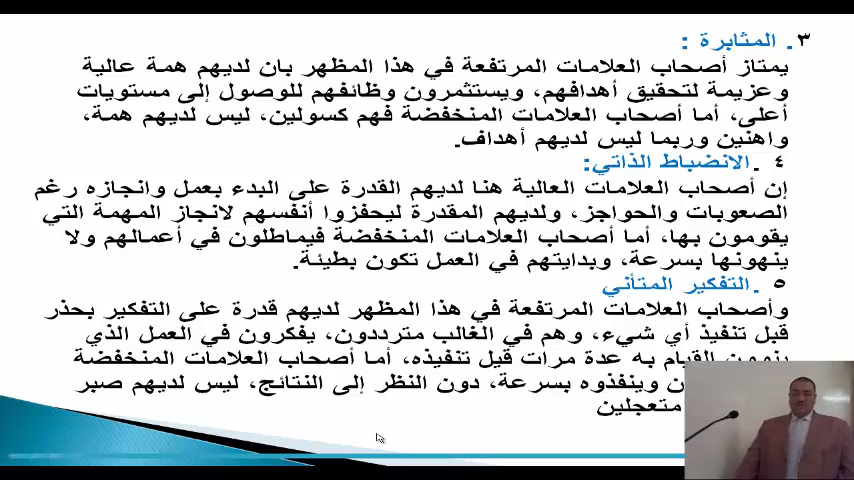 ٣ـ المثابرة :
يمتاز أصحاب العلامات المرتفعة في هذا المظهر بان لديهم همة عالية
وعزيمة لتحقيق أهدافهم، ويستثمرون وظائفهم للوصول إلى مستويات
أعلى، أما أصحاب العلامات المنخفضة فهم كسولين، ليس لديهم همة،
واهنين وربما ليس لديهم أهداف.
٤ ـ الانضباط الذاتي:
إن أصحاب العلامات العالية هنا لديهم القدرة على البدء بعمل وانجازه رغم
الصعوبات والحواجز، ولديهم المقدرة ليحفزوا أنفسهم لانجاز المهمة التي
يقومون بها، أما أصحاب العلامات المنخفضة فيماطلون في أعمالهم ولا
ينهونها بسرعة، وبدايتهم في العمل تكون بطيئة.
٥ ـ التفكير المتأني
وأصحاب العلامات المرتفعة في هذا المظهر لديهم قدرة على التفكير بحذر
قبل تنفيذ أي شيء، وهم في الغالب مترددون، يفكرون في العمل الذي
ينوون القيام به عدة مرات قيل تنفيذه، أما أصحاب العلامات المنخفضة
وينفذوه بسرعة، دون النظر إلى النتائج، ليس لديهم صبر
متعجلين